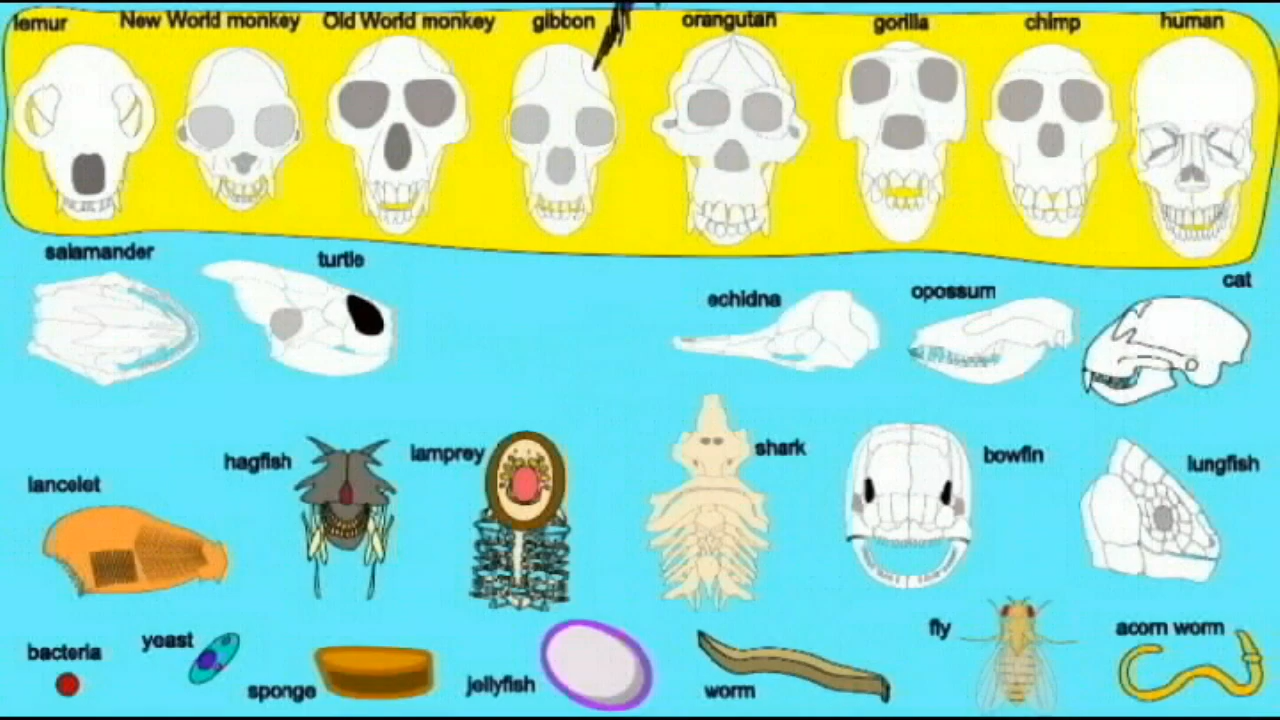 lemur
New World monkey
Old World monkey
gibbon
orangutan
gorilla
chimp
human
salamander
turtle
echidna
opossum
cat
lancelet
hagfish
lamprey
shark
bowfin
lungfish
bacteria
yeast
sponge
jellyfish
worm
fly
acorn worm